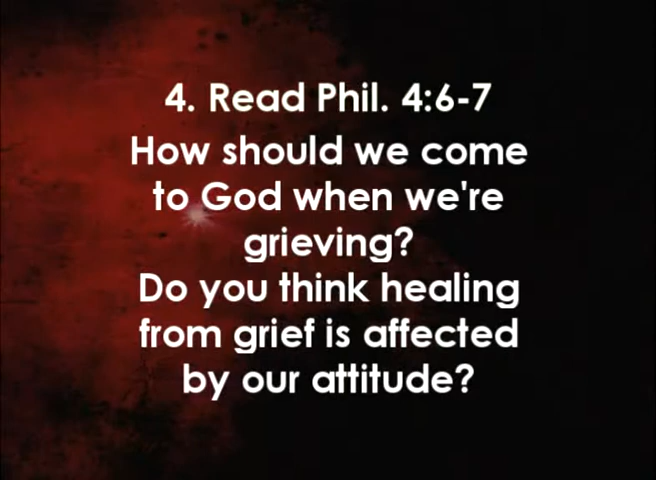 4. Read Phil. 4:6-7
How should we come
to God when we're
grieving?
Do you think healing
from grief is affected
by our attitude?